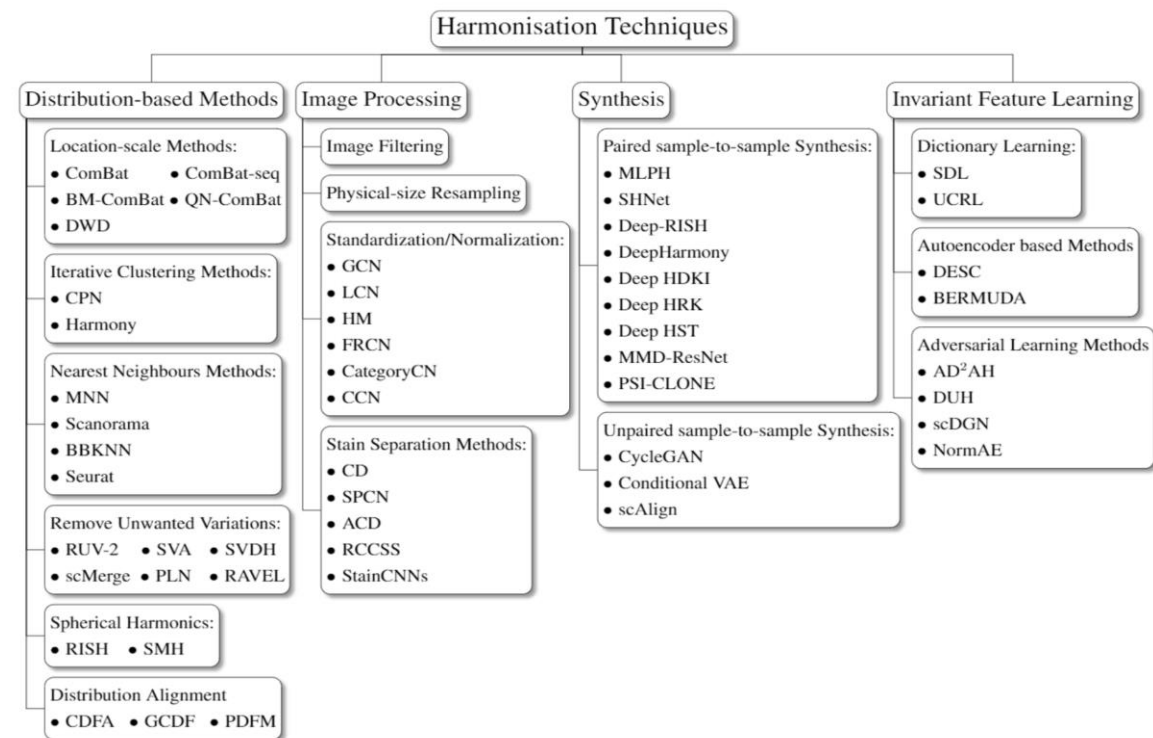 Harmonisation Techniques
Distribution-based Methods
Location-scale Methods:
● ComBat ● ComBat-seq
● BM-ComBat ● QN-ComBat
● DWD
Iterative Clustering Methods:
● CPN
● Harmony
Nearest Neighbours Methods:
● MNN
● Scanorama
● BBKNN
● Seurat
Remove Unwanted Variations:
● RUV-2 ● SVA ● SVDH
● scMerge ● PLN ● RAVEL
Spherical Harmonics:
● RISH ● SMH
Distribution Alignment
● CDFA ● GCDF ● PDFM
Image Processing
Image Filtering
Physical-size Resampling
Standardization/Normalization:
● GCN
● LCN
● HM
● FRCN
● CategoryCN
● CCN
Stain Separation Methods:
● CD
● SPCN
● ACD
● RCCSS
● StainCNNs
Synthesis
Paired sample-to-sample Synthesis:
● MLPH
● SHNet
● Deep-RISH
● DeepHarmony
● Deep HDKI
● Deep HRK
● Deep HST
● MMD-ResNet
● PSI-CLONE
Unpaired sample-to-sample Synthesis:
● CycleGAN
● Conditional VAE
● scAlign
Invariant Feature Learning
Dictionary Learning:
● SDL
● UCRL
Autoencoder based Methods
● DESC
● BERMUDA
Adversarial Learning Methods
● AD²AH
● DUH
● scDGN
● NormAE